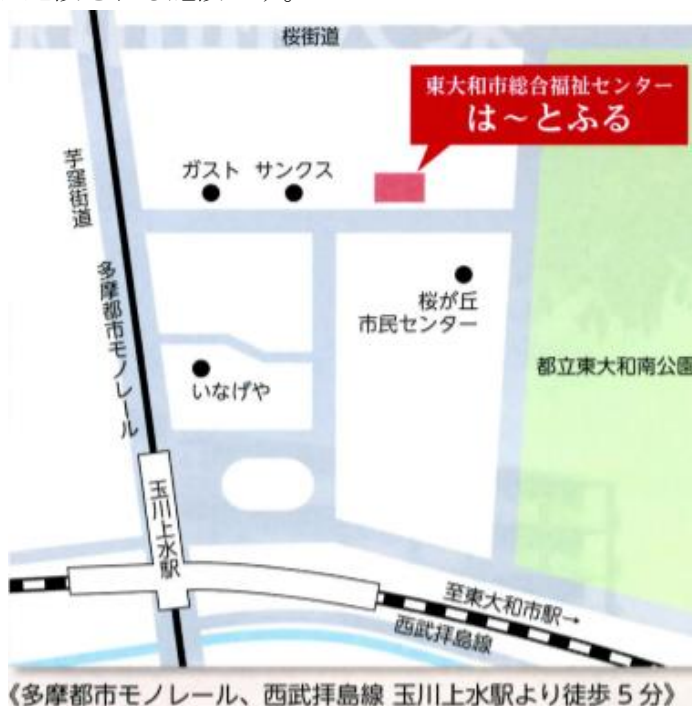 桜街道
東大和市総合福祉センター
は～とふる
芋窪街道
ガスト
サンクス
多摩都市モノレール
桜が丘
市民センター
いなげや
都立東大和南公園
玉川上水駅
至東大和市駅→
西武拝島線
《多摩都市モノレール、西武拝島線 玉川上水駅より徒歩5分》